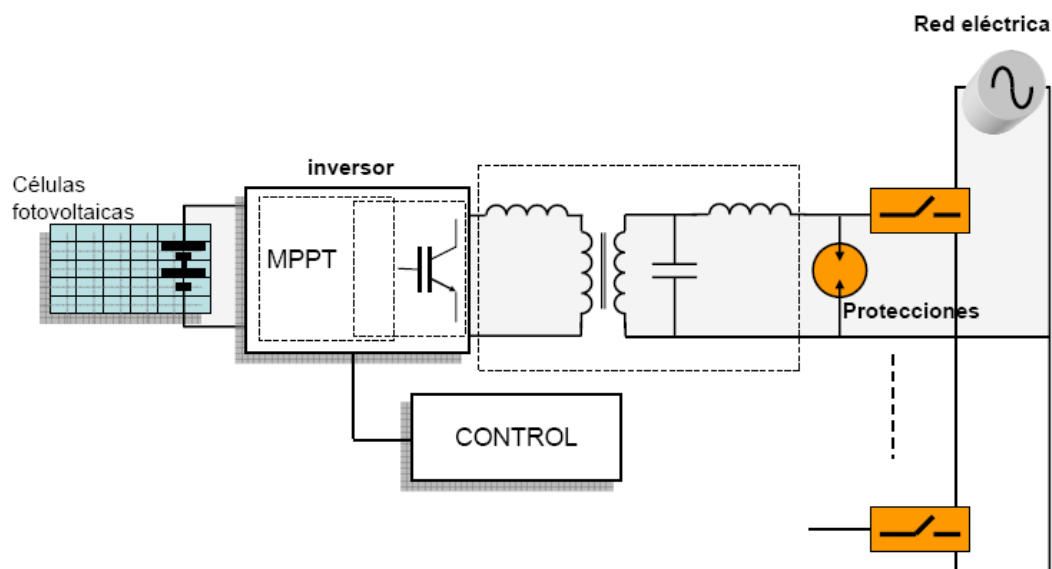 Red eléctrica
inversor
Células
fotovoltaicas
MPPT
Protecciones
CONTROL